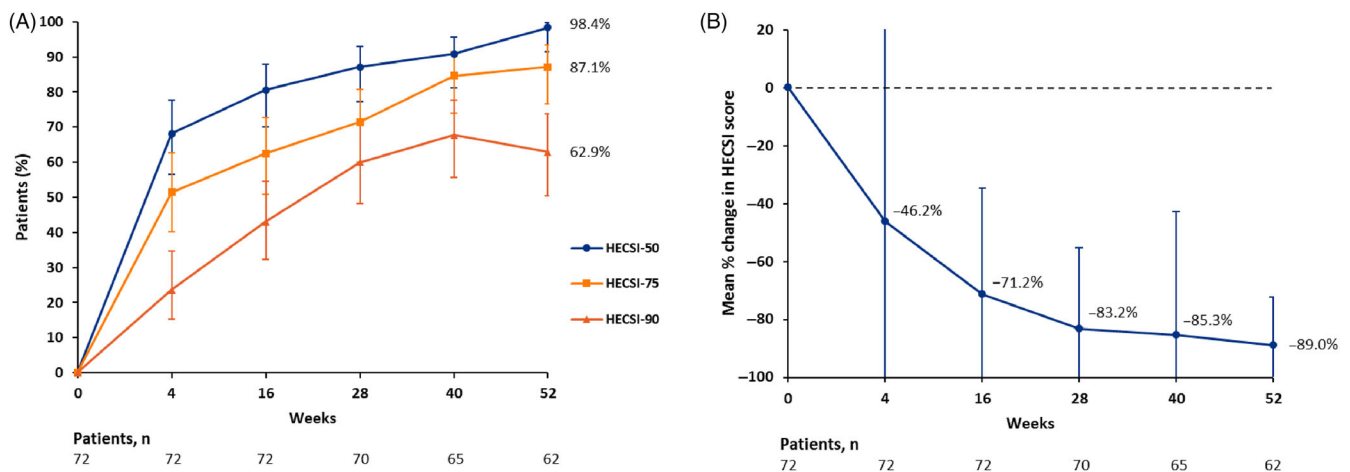 (A)
100
90
80
70
60
50
40
30
20
10
0
Patients (%)
98.4%
87.1%
62.9%
HECSI-50
HECSI-75
HECSI-90
0 4 16 28 40 52
Weeks
Patients, n
72 72 72 70 65 62
(B)
20
0
−20
−40
−60
−80
−100
Mean % change in HECSI score
−46.2%
−71.2%
−83.2%
−85.3%
−89.0%
0 4 16 28 40 52
Weeks
Patients, n
72 72 72 70 65 62